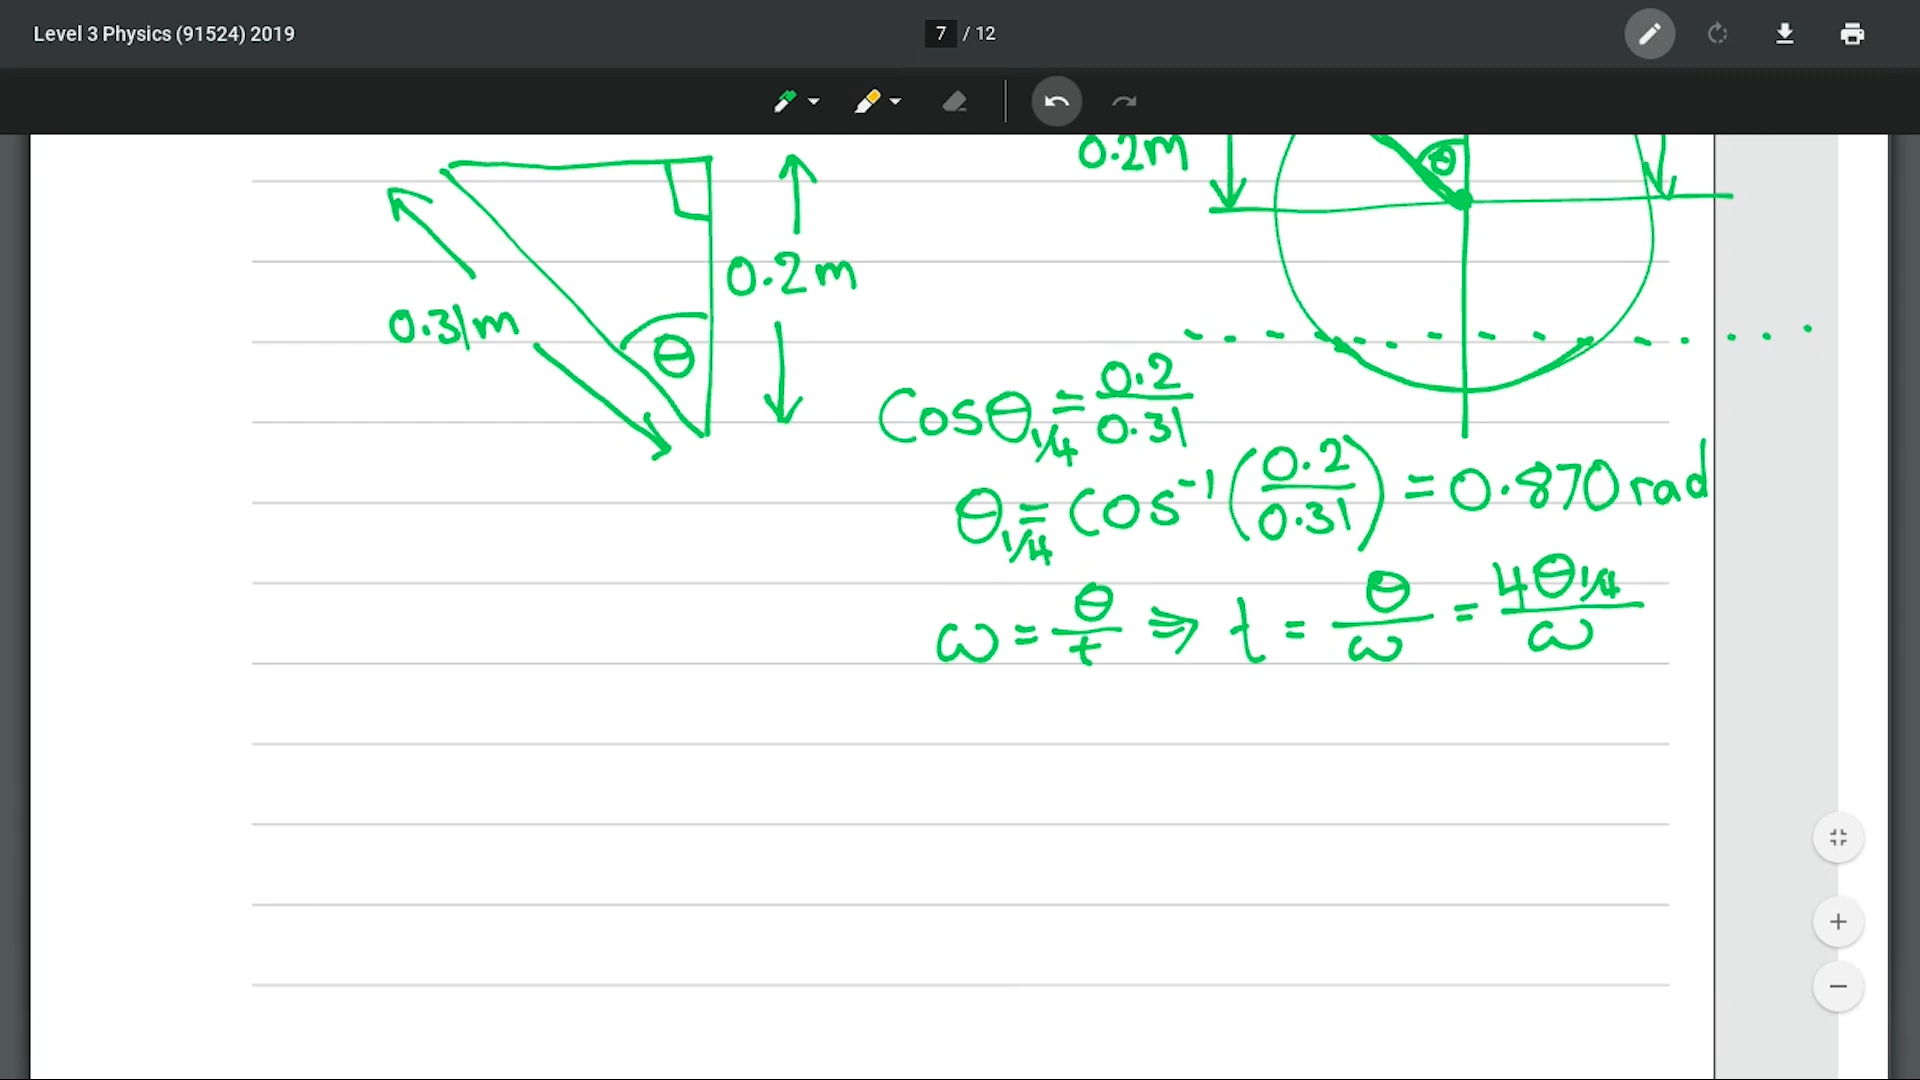 Level 3 Physics (91524) 2019
7 / 12
0.2m
θ
0.2m
0.31m
θ
Cosθ1/4 = 0.2/0.31
θ1/4 = Cos⁻¹(0.2/0.31) = 0.870 rad
ω = θ/t ⇒ t = θ/ω = 4θ1/4/ω